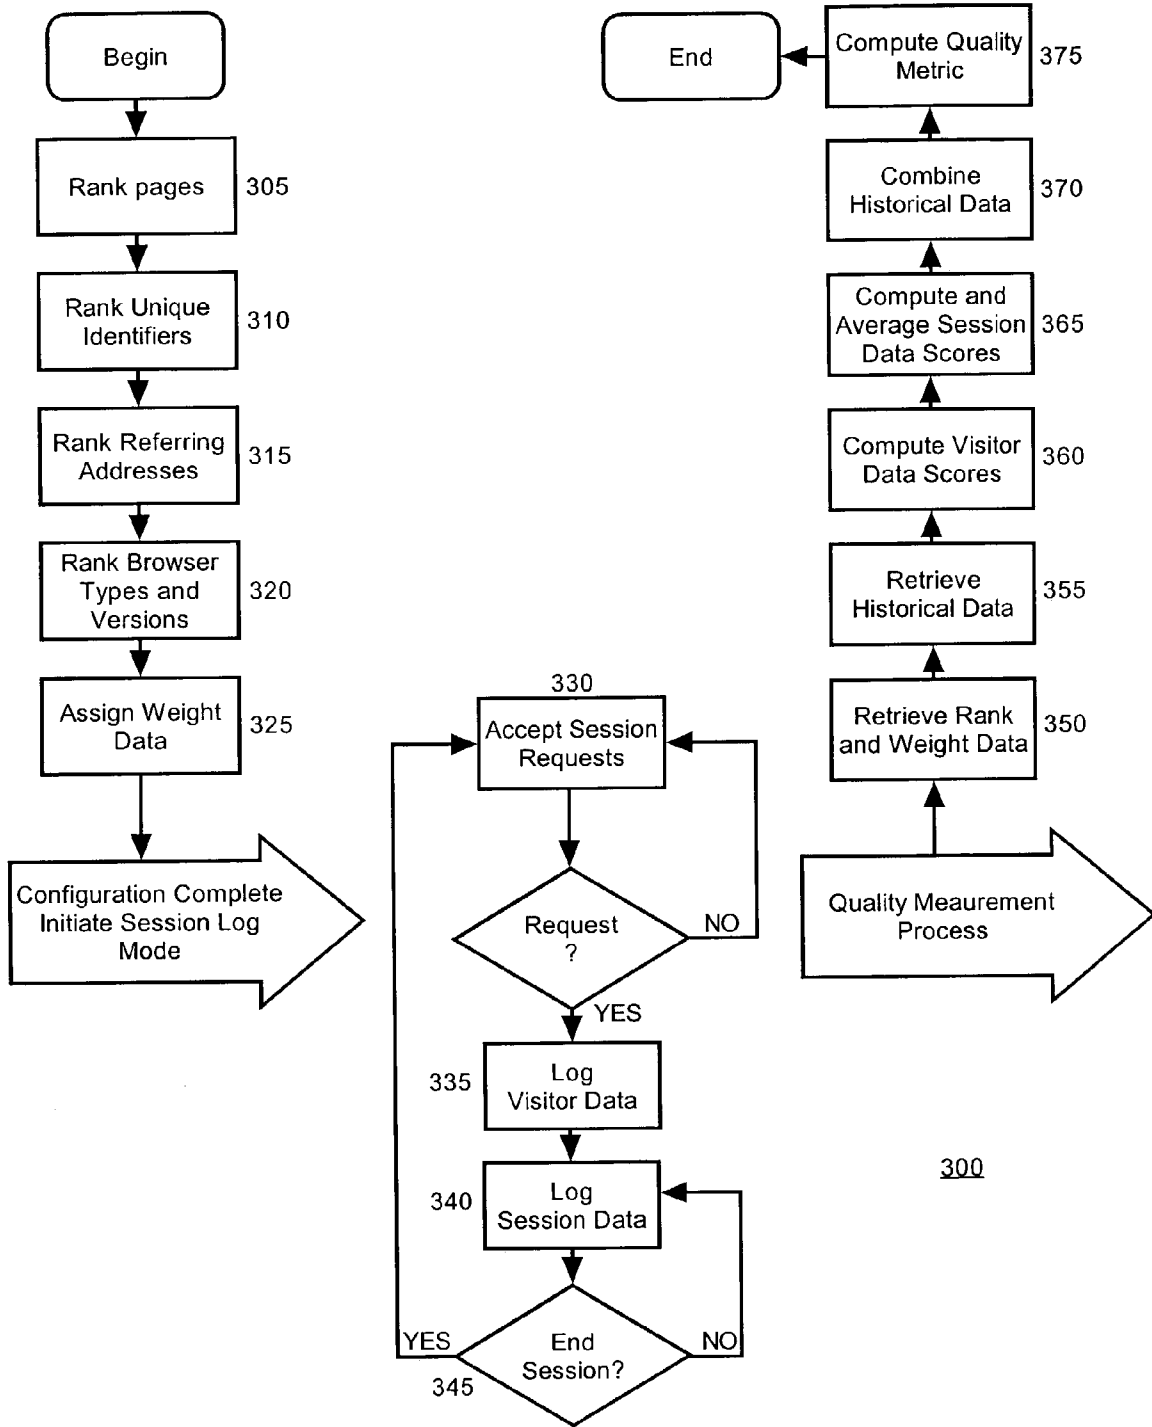 Begin
Rank pages
305
Rank Unique
Identifiers
310
Rank Referring
Addresses
315
Rank Browser
Types and
Versions
320
Assign Weight
Data
325
Configuration Complete
Initiate Session Log
Mode
330
Accept Session
Requests
Request
?
NO
YES
335
Log
Visitor Data
340
Log
Session Data
End
Session?
YES
NO
345
Quality Meaurement
Process
Retrieve Rank
and Weight Data
350
Retrieve
Historical Data
355
Compute Visitor
Data Scores
360
Compute and
Average Session
Data Scores
365
Combine
Historical Data
370
Compute Quality
Metric
375
End
300